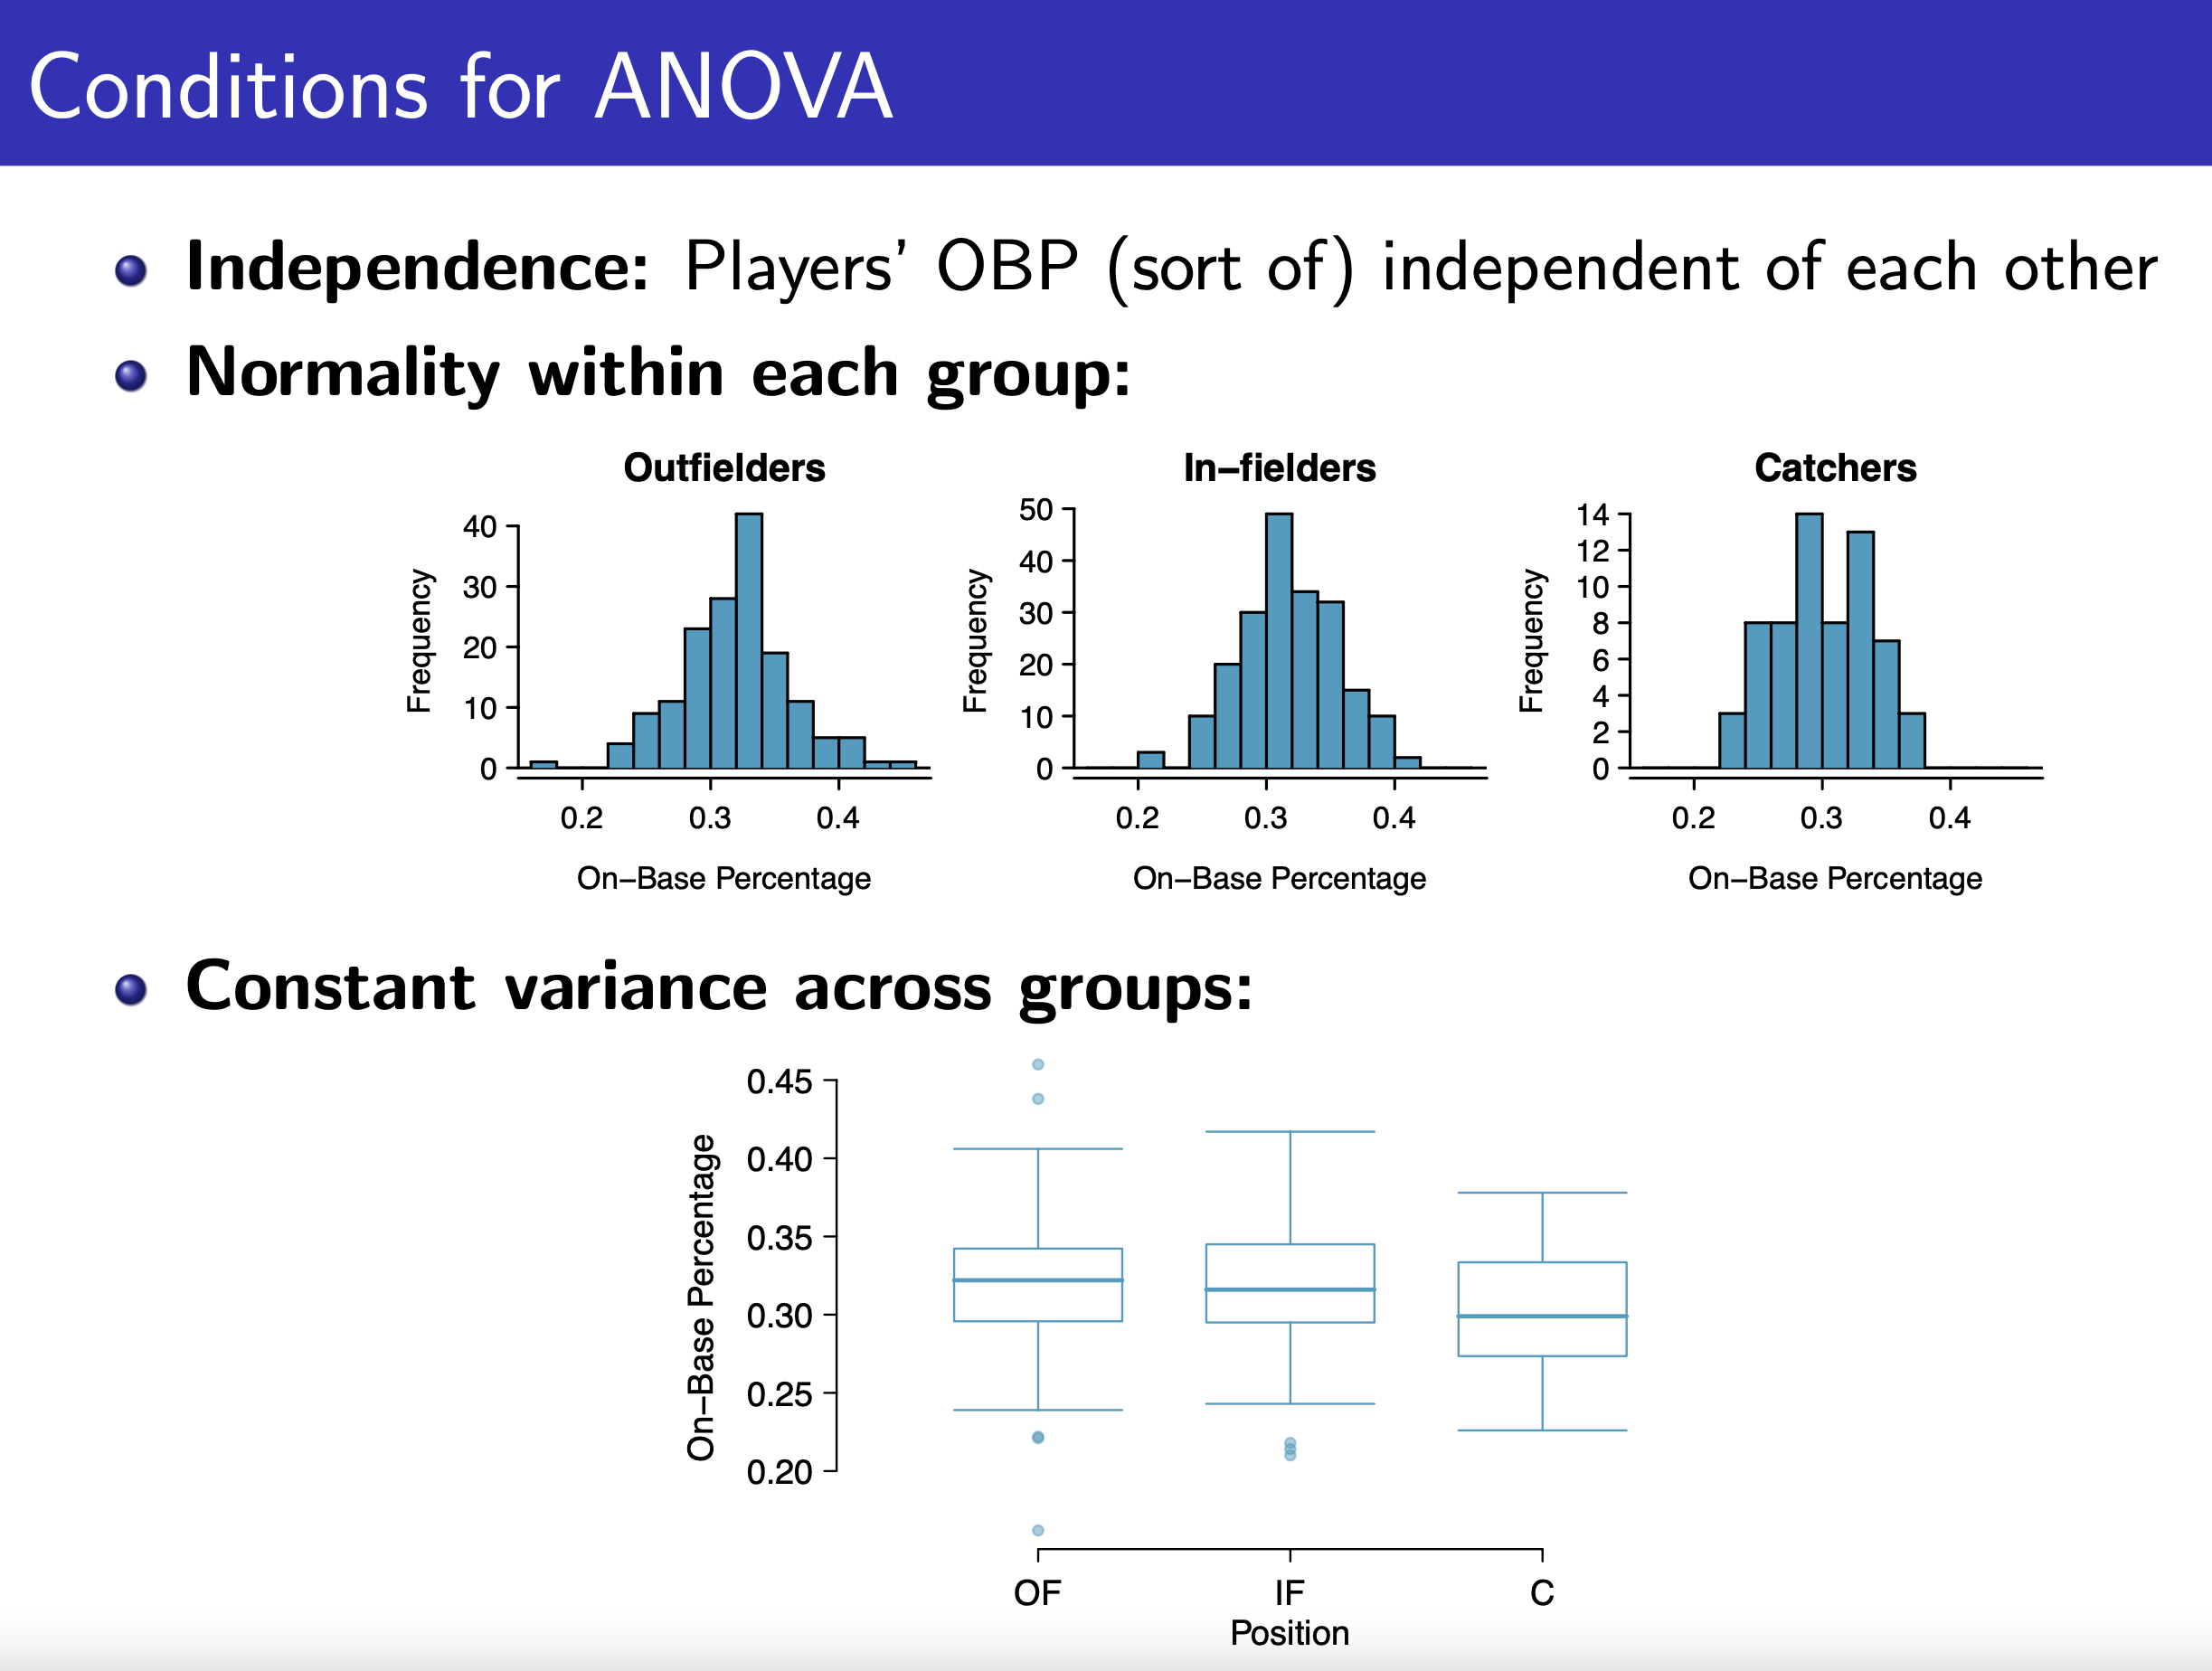 Conditions for ANOVA
Independence: Players’ OBP (sort of) independent of each other
Normality within each group:
Outfielders
Frequency
40
30
20
10
0
0.2 0.3 0.4
On−Base Percentage
In−fielders
Frequency
50
40
30
20
10
0
0.2 0.3 0.4
On−Base Percentage
Catchers
Frequency
14
12
10
8
6
4
2
0
0.2 0.3 0.4
On−Base Percentage
Constant variance across groups:
On−Base Percentage
0.45
0.40
0.35
0.30
0.25
0.20
OF IF C
Position